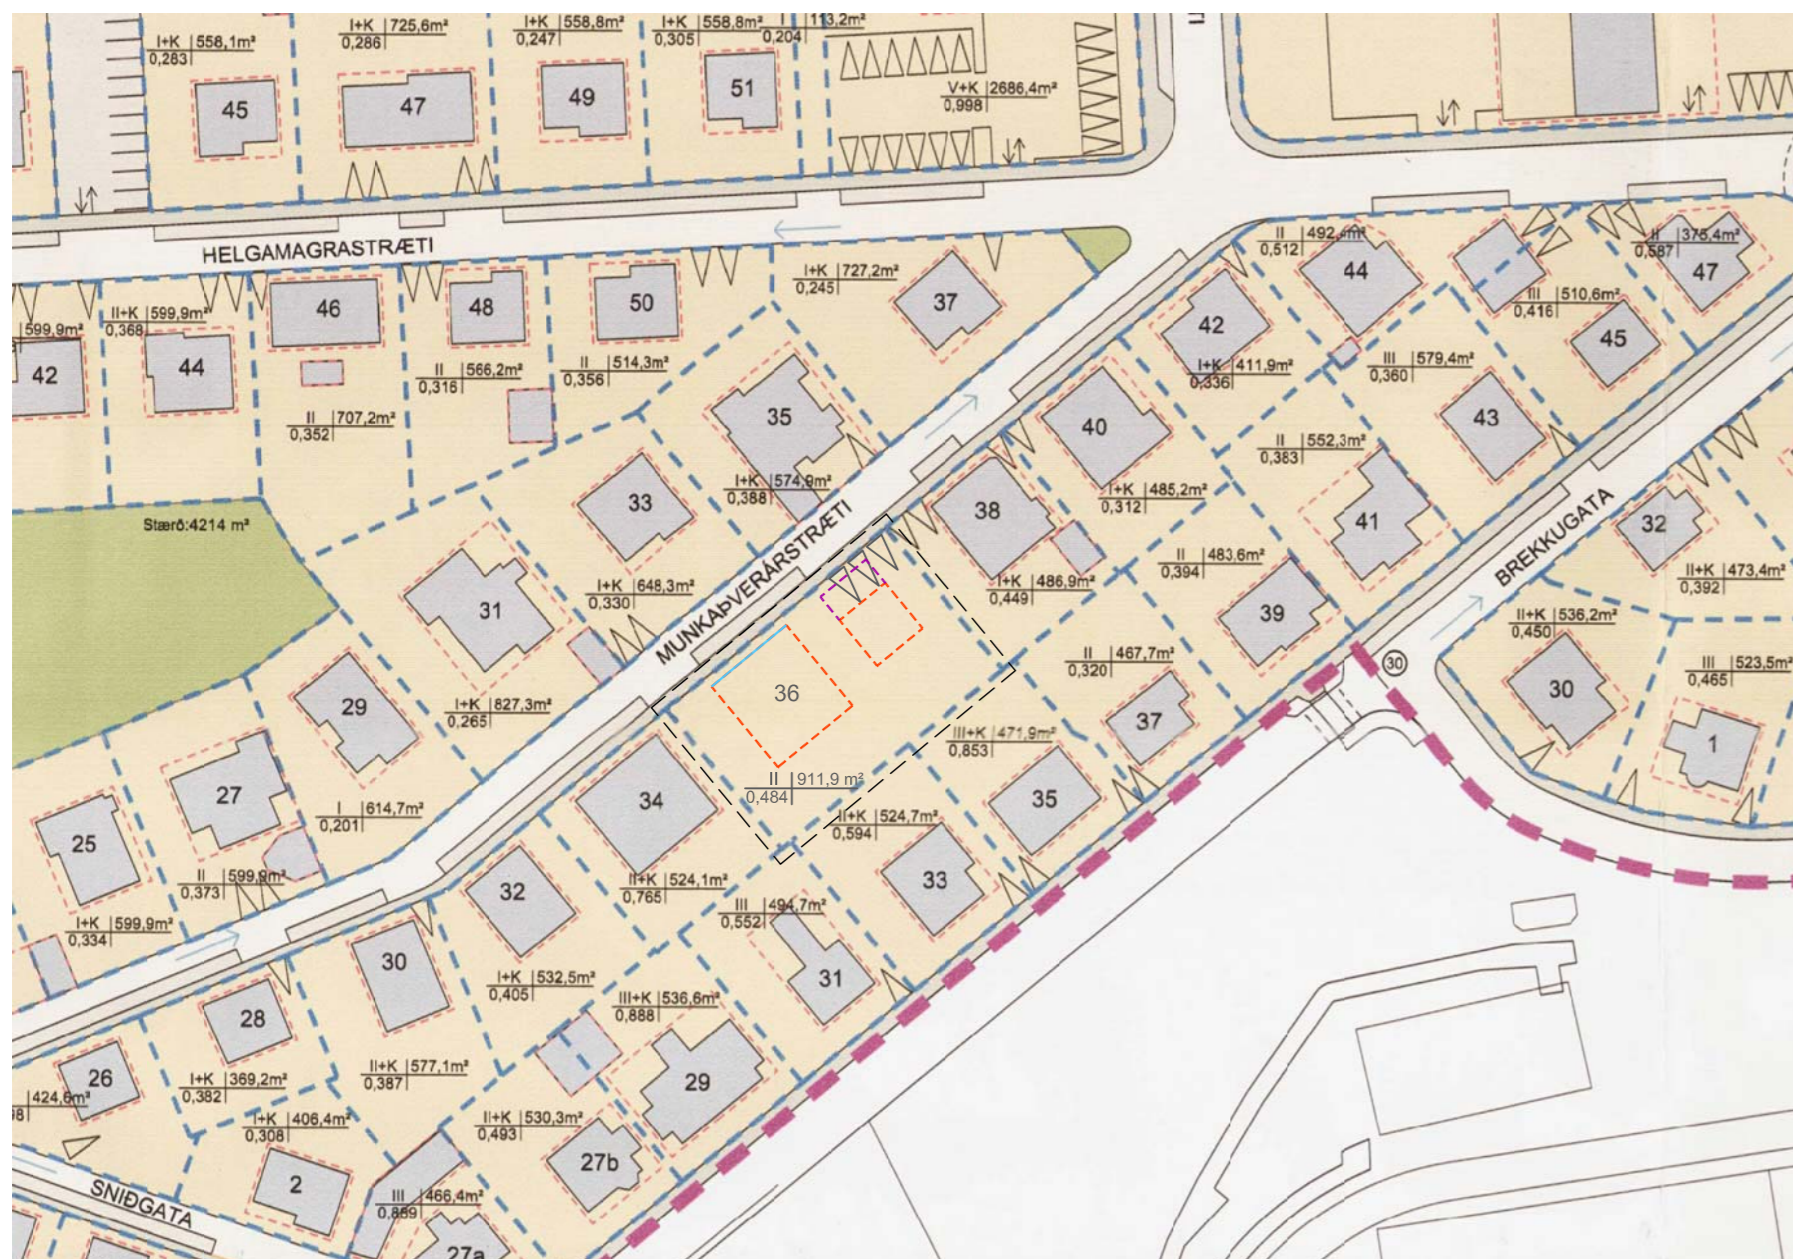 I+K 558,1m²
0,283
I+K 725,6m²
0,286
I+K 558,8m²
0,247
I+K 558,8m²
0,305
I 113,2m²
0,204
V+K 2686,4m²
0,998
45
47
49
51
HELGAMAGRASTRÆTI
599,9m²
42
II+K 599,9m²
0,368
44
46
48
50
II 707,2m²
0,352
II 566,2m²
0,316
II 514,3m²
0,356
I+K 727,2m²
0,245
37
II 492,4m²
0,512
44
II 375,4m²
0,587
47
III 510,6m²
0,416
45
42
I+K 411,9m²
0,336
III 579,4m²
0,360
43
35
40
II 552,3m²
0,383
I+K 574,9m²
0,388
33
38
I+K 485,2m²
0,312
41
Stærð:4214 m²
MUNKAÞVERÁRSTRÆTI
BREKKUGATA
32
II+K 473,4m²
0,392
II 483,6m²
0,394
I+K 648,3m²
0,330
I+K 486,9m²
0,449
31
39
II+K 536,2m²
0,450
30
II 467,7m²
0,320
III 523,5m²
0,465
36
30
29
I+K 827,3m²
0,265
37
1
III+K 471,9m²
0,853
II 911,9 m²
0,484
27
34
35
I 614,7m²
0,201
II+K 524,7m²
0,594
25
II 599,9m²
0,373
32
II+K 524,1m²
0,765
33
III 494,7m²
0,552
I+K 599,9m²
0,334
30
31
I+K 532,5m²
0,405
III+K 536,6m²
0,888
28
26
29
I+K 369,2m²
0,382
II+K 577,1m²
0,387
424,6m²
I+K 406,4m²
0,308
II+K 530,3m²
0,493
27b
2
SNIÐGATA
III 466,4m²
0,889
27a